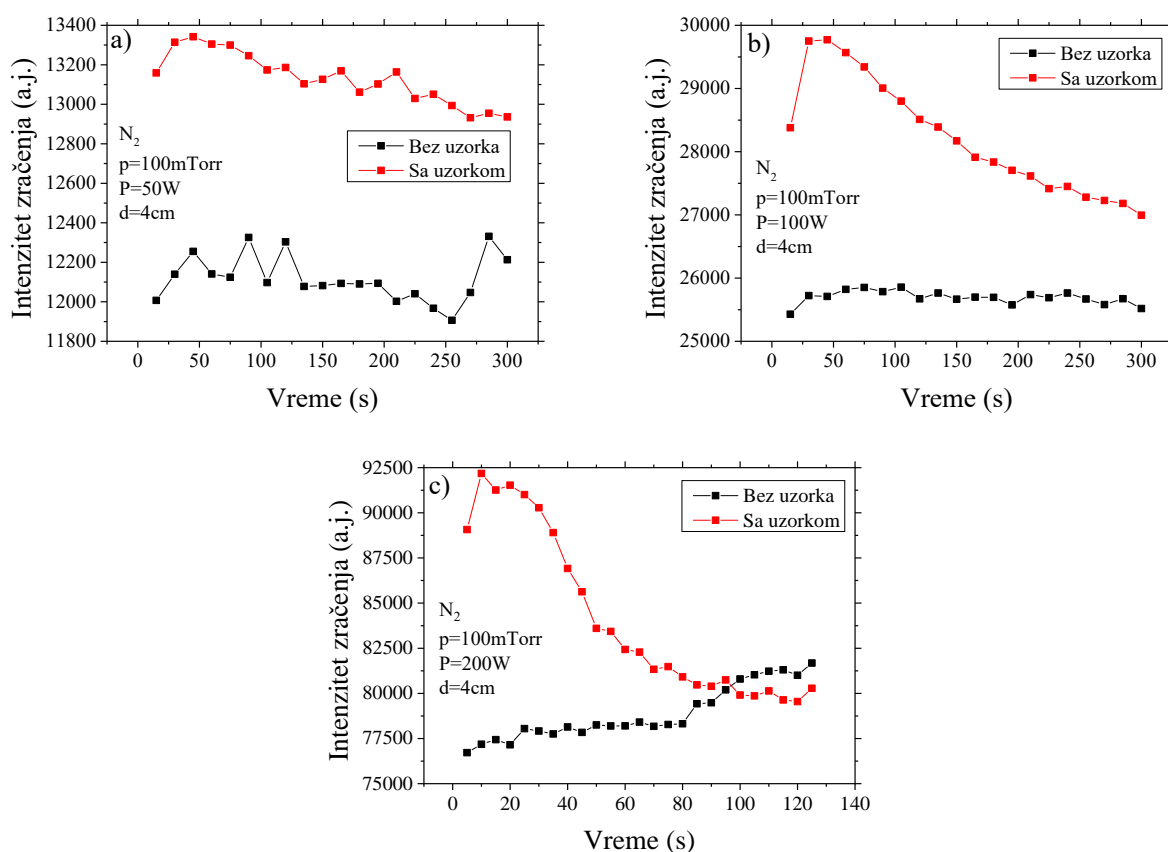 a)
13400
13200
13000
12800
12600
12400
12200
12000
11800
Intenzitet zračenja (a.j.)
N2
p=100mTorr
P=50W
d=4cm
Bez uzorka
Sa uzorkom
0 50 100 150 200 250 300
Vreme (s)
b)
30000
29000
28000
27000
26000
25000
Intenzitet zračenja (a.j.)
Bez uzorka
Sa uzorkom
N2
p=100mTorr
P=100W
d=4cm
0 50 100 150 200 250 300
Vreme (s)
c)
92500
90000
87500
85000
82500
80000
77500
75000
Intenzitet zračenja (a.j.)
Bez uzorka
Sa uzorkom
N2
p=100mTorr
P=200W
d=4cm
0 20 40 60 80 100 120 140
Vreme (s)